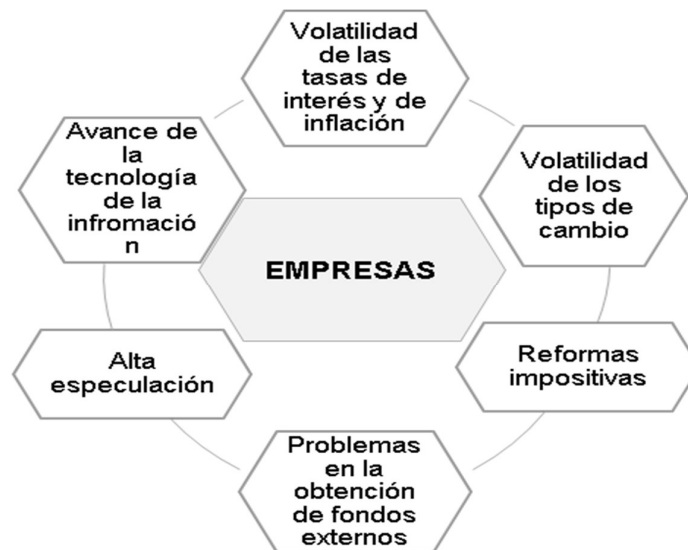 Volatilidad
de las
tasas de
interés y de
inflación
Avance de
la
tecnología
de la
infromació
n
Volatilidad
de los
tipos de
cambio
EMPRESAS
Alta
especulación
Reformas
impositivas
Problemas
en la
obtención
de fondos
externos